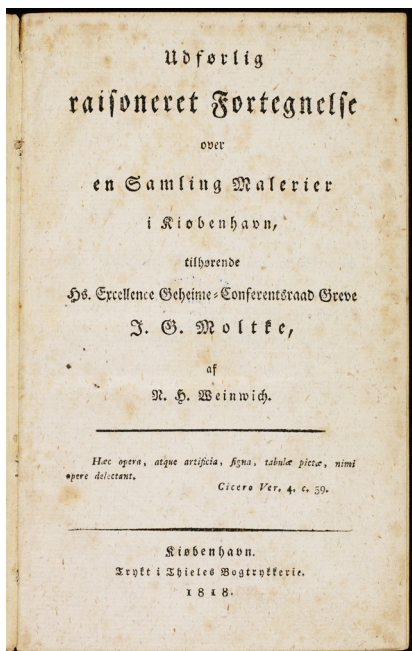 Udførlig
raisoneret Fortegnelse
over
en Samling Malerier
i Kiøbenhavn,
tilhørende
Hs. Excellence Geheime-Conferentsraad Greve
J. G. Moltke,
af
N. H. Weinwich.
Hæc opera, atque artificia, signa, tabulæ pictæ, nimi
opere delectant.
Cicero Ver. 4. c. 59.
Kiøbenhavn.
Trykt i Thieles Bogtrykkerie.
1818.